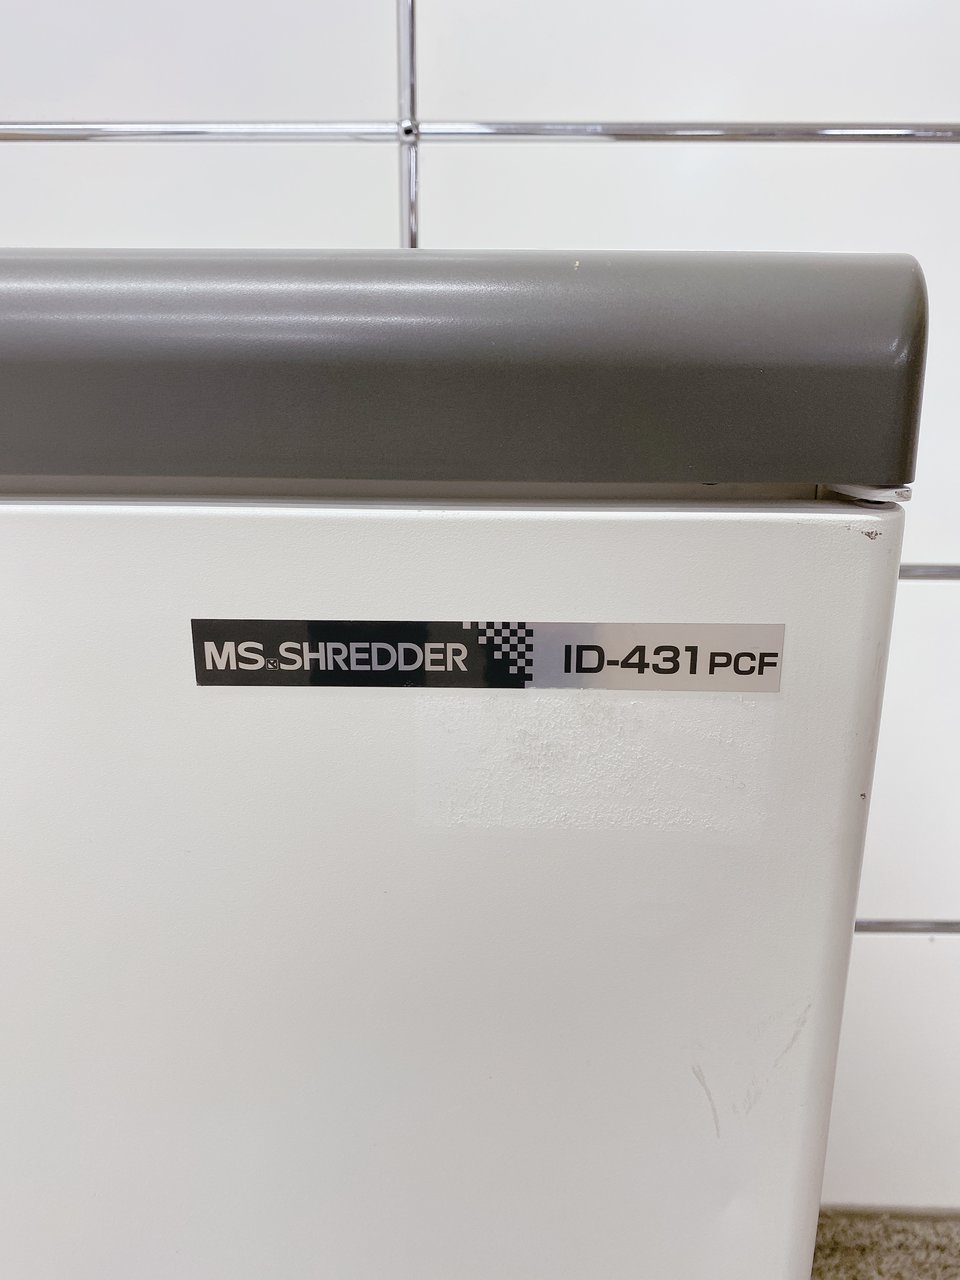 MS SHREDDER ID-431 PCF